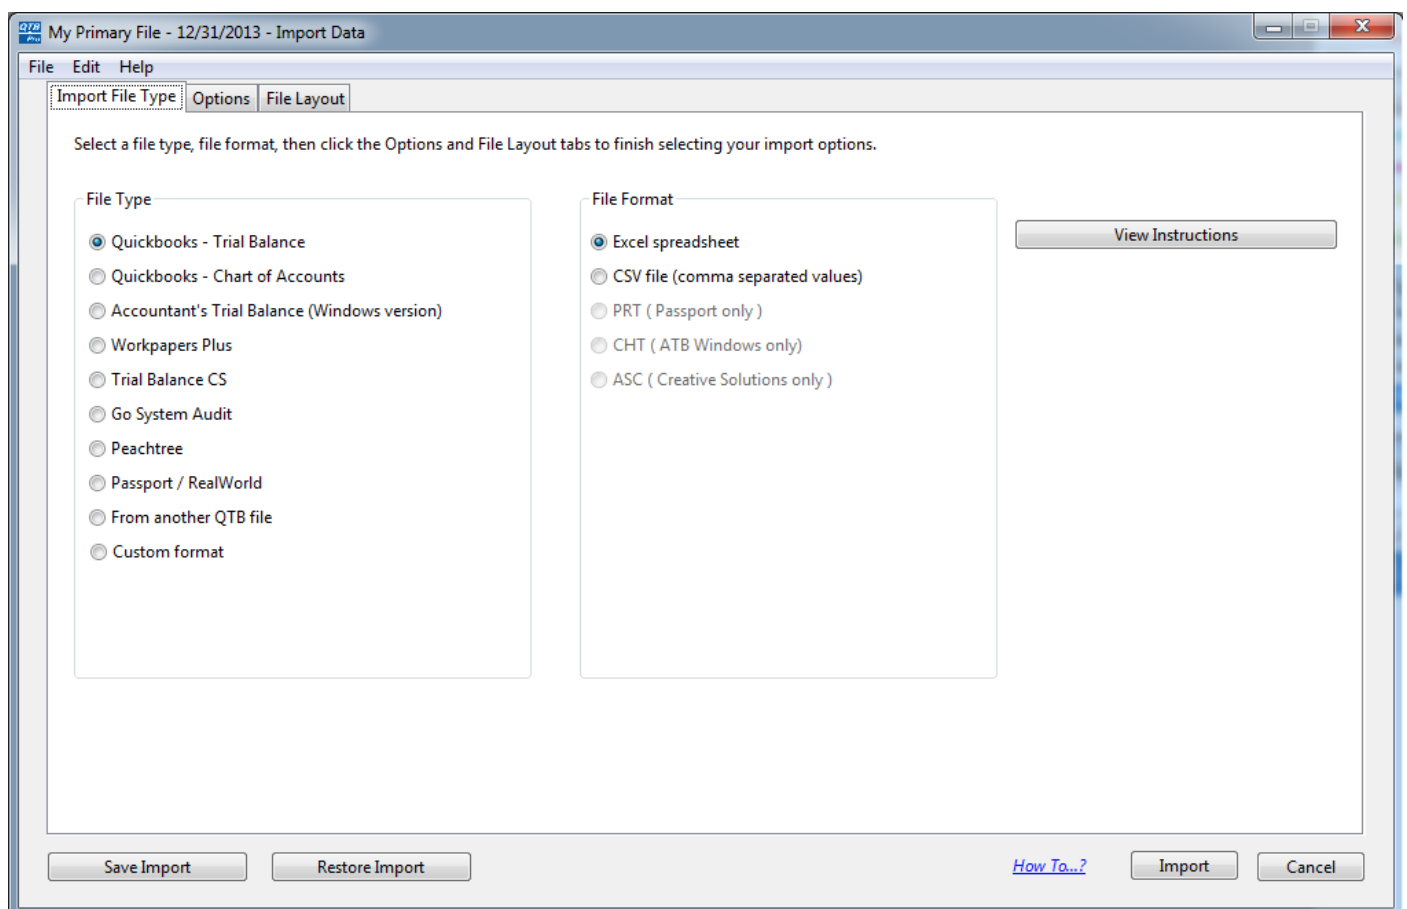 QTB
Pro
My Primary File - 12/31/2013 - Import Data
File Edit Help
Import File Type Options File Layout
Select a file type, file format, then click the Options and File Layout tabs to finish selecting your import options.
File Type
Quickbooks - Trial Balance
Quickbooks - Chart of Accounts
Accountant's Trial Balance (Windows version)
Workpapers Plus
Trial Balance CS
Go System Audit
Peachtree
Passport / RealWorld
From another QTB file
Custom format
File Format
Excel spreadsheet
CSV file (comma separated values)
PRT ( Passport only )
CHT ( ATB Windows only)
ASC ( Creative Solutions only )
View Instructions
Save Import Restore Import How To...? Import Cancel